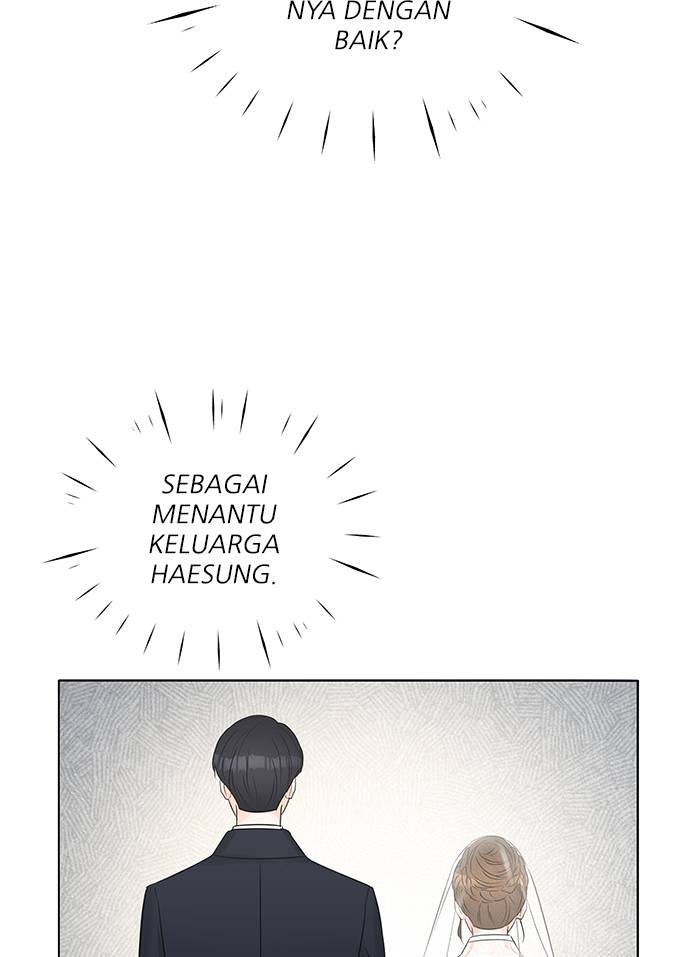 NYA DENGAN
BAIK?
SEBAGAI
MENANTU
KELUARGA
HAESUNG.